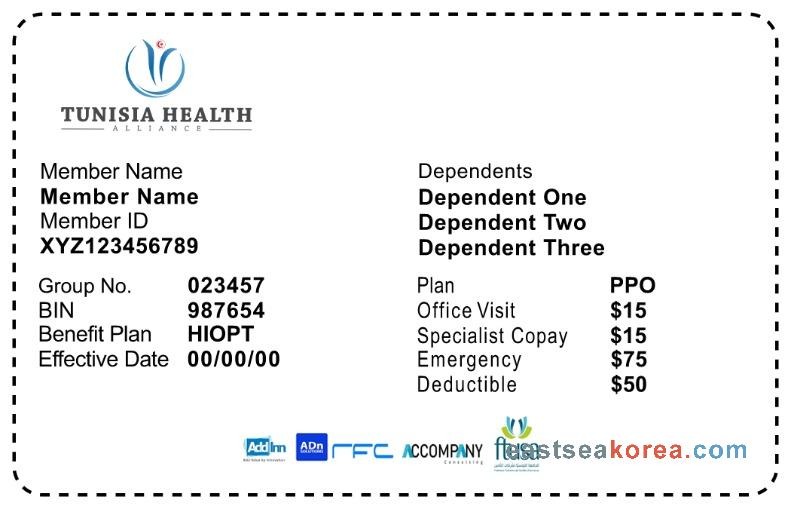 TUNISIA HEALTH
ALLIANCE
Member Name
Member Name
Member ID
XYZ123456789
Dependents
Dependent One
Dependent Two
Dependent Three
Group No. 023457
BIN 987654
Benefit Plan HIOPT
Effective Date 00/00/00
Plan PPO
Office Visit $15
Specialist Copay $15
Emergency $75
Deductible $50
AddInn
ADn
SOLUTIONS
RFC
ACCOMPANY
Consulting
ftusa
eastseakorea.com